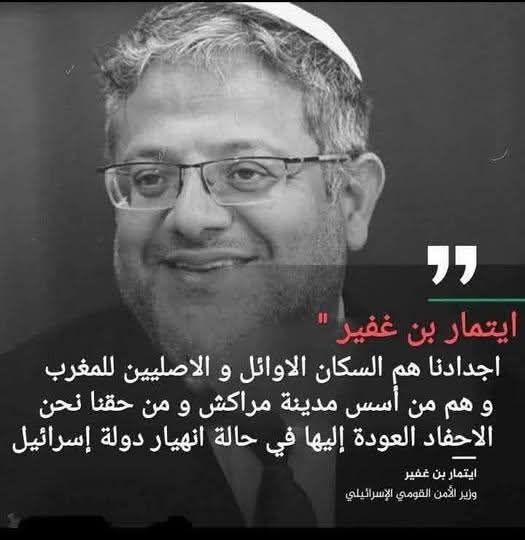 "
ايتمار بن غفير "
اجدادنا هم السكان الاوائل و الاصليين للمغرب
و هم من أسس مدينة مراكش و من حقنا نحن
الاحفاد العودة إليها في حالة انهيار دولة إسرائيل
ايتمار بن غفير
وزير الأمن القومي الإسرائيلي